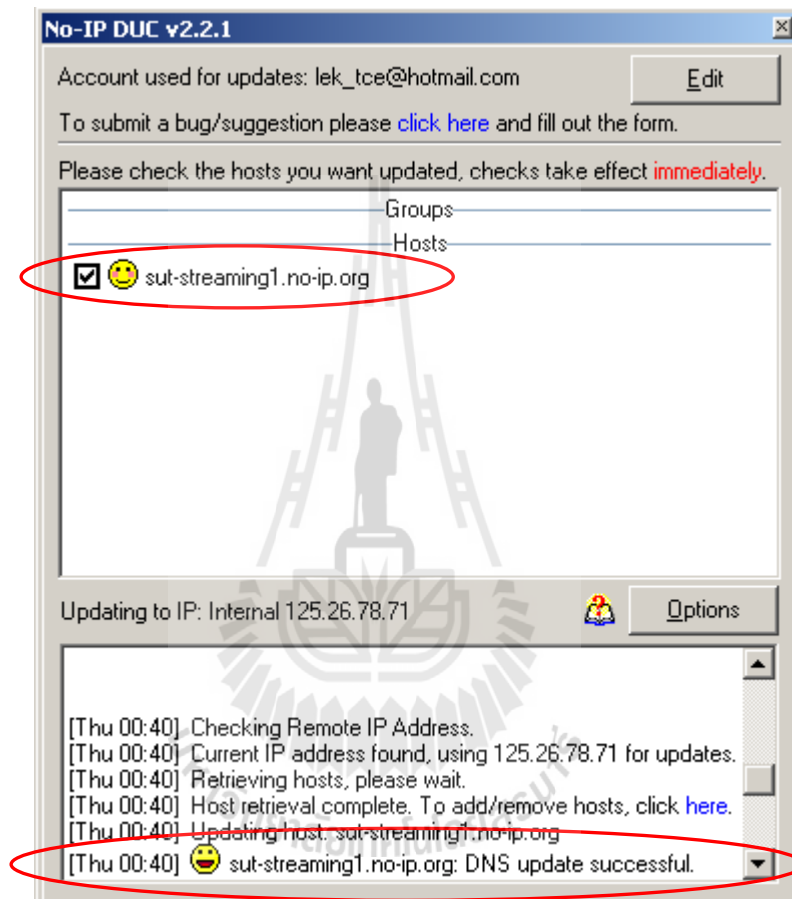 No-IP DUC v2.2.1
Account used for updates: lek_tce@hotmail.com
Edit
To submit a bug/suggestion please click here and fill out the form.
Please check the hosts you want updated, checks take effect immediately.
Groups
Hosts
sut-streaming1.no-ip.org
Updating to IP: Internal 125.26.78.71
Options
[Thu 00:40] Checking Remote IP Address.
[Thu 00:40] Current IP address found, using 125.26.78.71 for updates.
[Thu 00:40] Retrieving hosts, please wait.
[Thu 00:40] Host retrieval complete. To add/remove hosts, click here.
[Thu 00:40] Updating host: sut-streaming1.no-ip.org
[Thu 00:40] sut-streaming1.no-ip.org: DNS update successful.